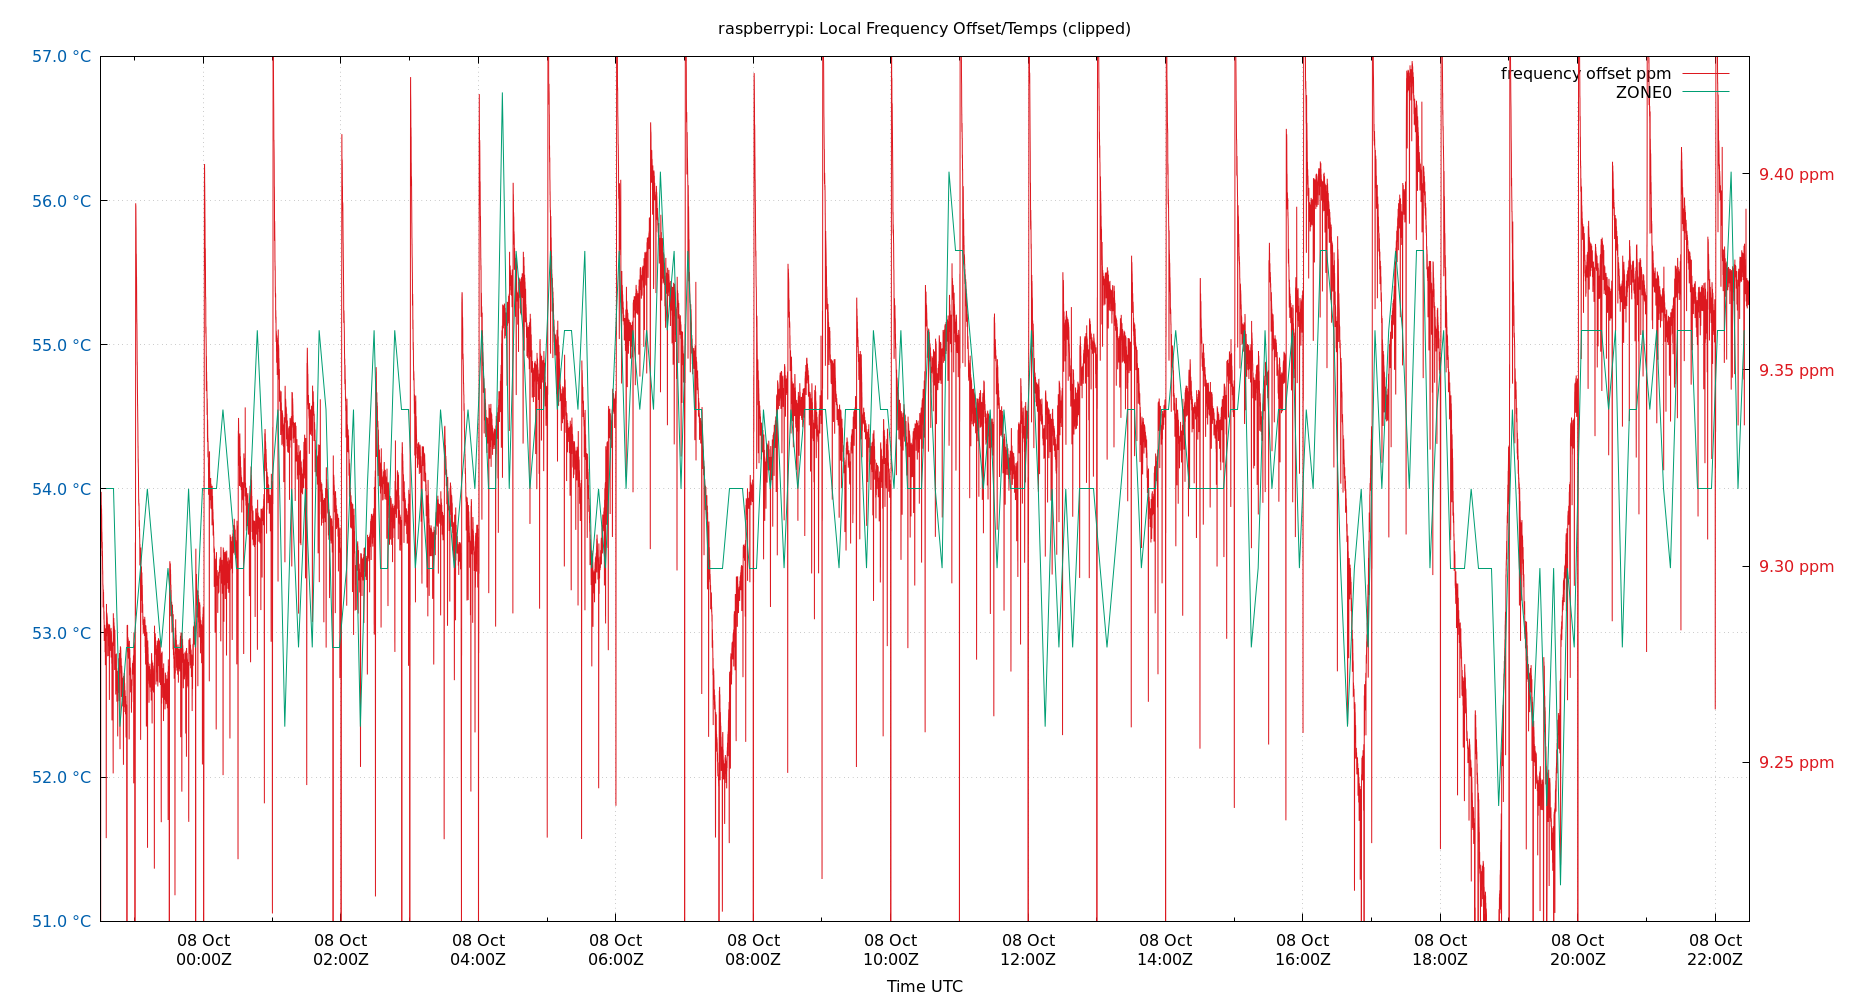 raspberrypi: Local Frequency Offset/Temps (clipped)
57.0 °C
56.0 °C
55.0 °C
54.0 °C
53.0 °C
52.0 °C
51.0 °C
frequency offset ppm
ZONE0
9.40 ppm
9.35 ppm
9.30 ppm
9.25 ppm
08 Oct
00:00Z
08 Oct
02:00Z
08 Oct
04:00Z
08 Oct
06:00Z
08 Oct
08:00Z
08 Oct
10:00Z
08 Oct
12:00Z
08 Oct
14:00Z
08 Oct
16:00Z
08 Oct
18:00Z
08 Oct
20:00Z
08 Oct
22:00Z
Time UTC